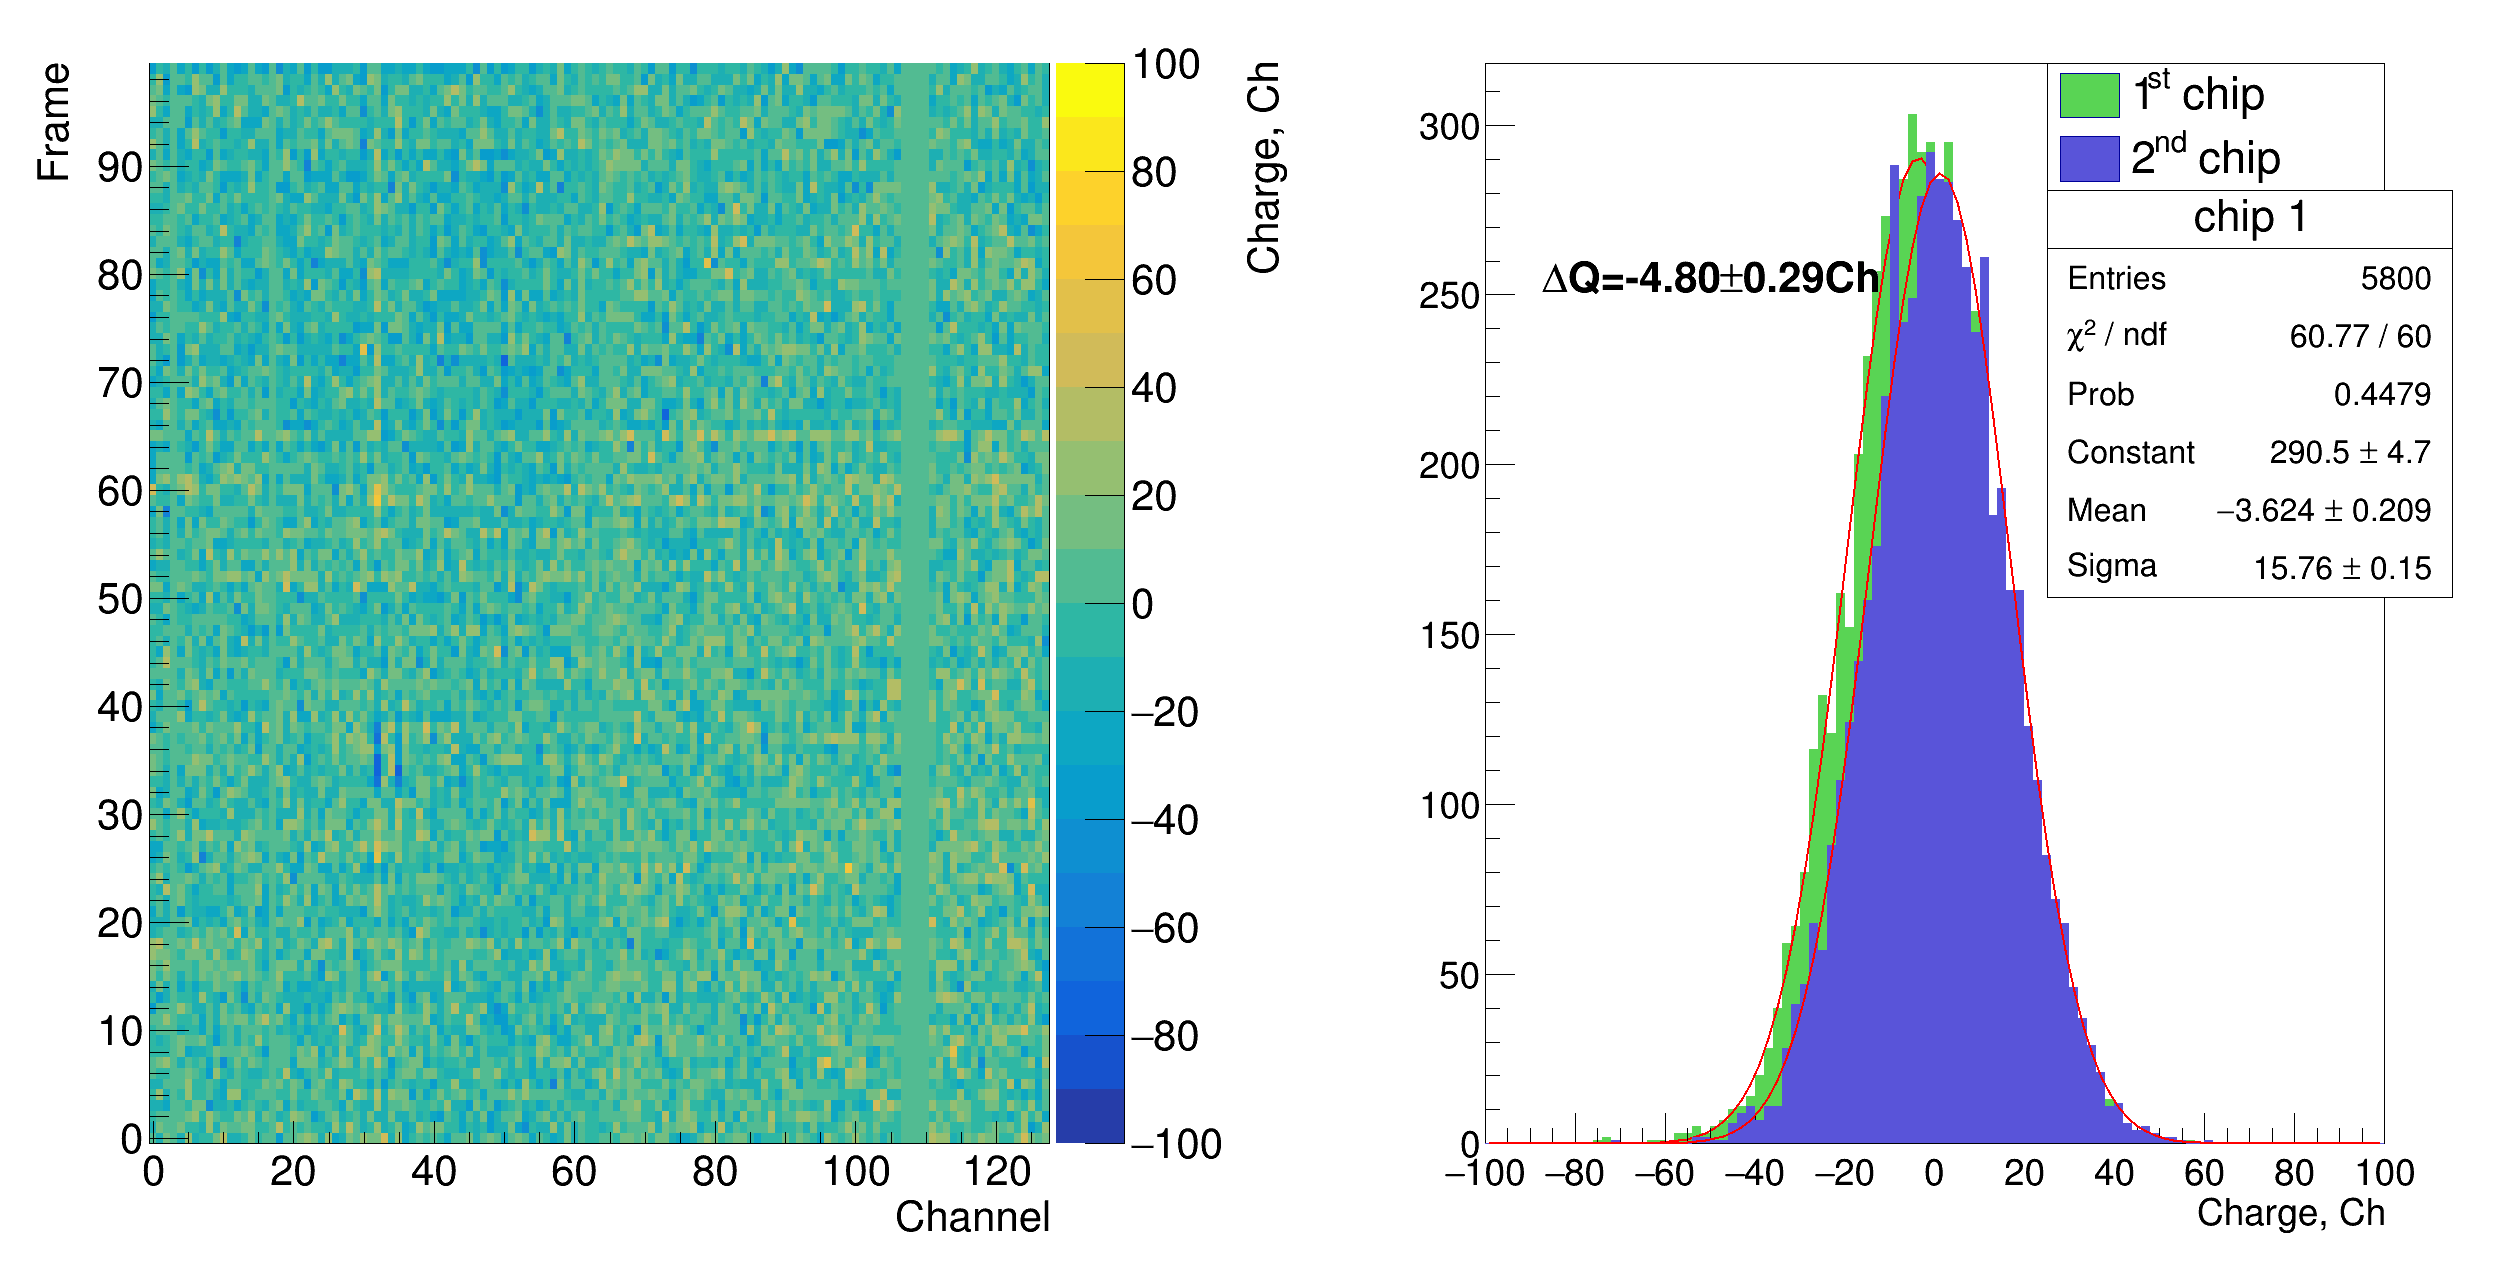 Frame
90
80
70
60
50
40
30
20
10
0
0 20 40 60 80 100 120
Channel
100
80
60
40
20
0
−20
−40
−60
−80
−100
Charge, Ch
300
250
200
150
100
50
0
−100 −80 −60 −40 −20 0 20 40 60 80 100
Charge, Ch
ΔQ=-4.80±0.29Ch
1st chip
2nd chip
chip 1
Entries 5800
χ² / ndf 60.77 / 60
Prob 0.4479
Constant 290.5 ± 4.7
Mean −3.624 ± 0.209
Sigma 15.76 ± 0.15